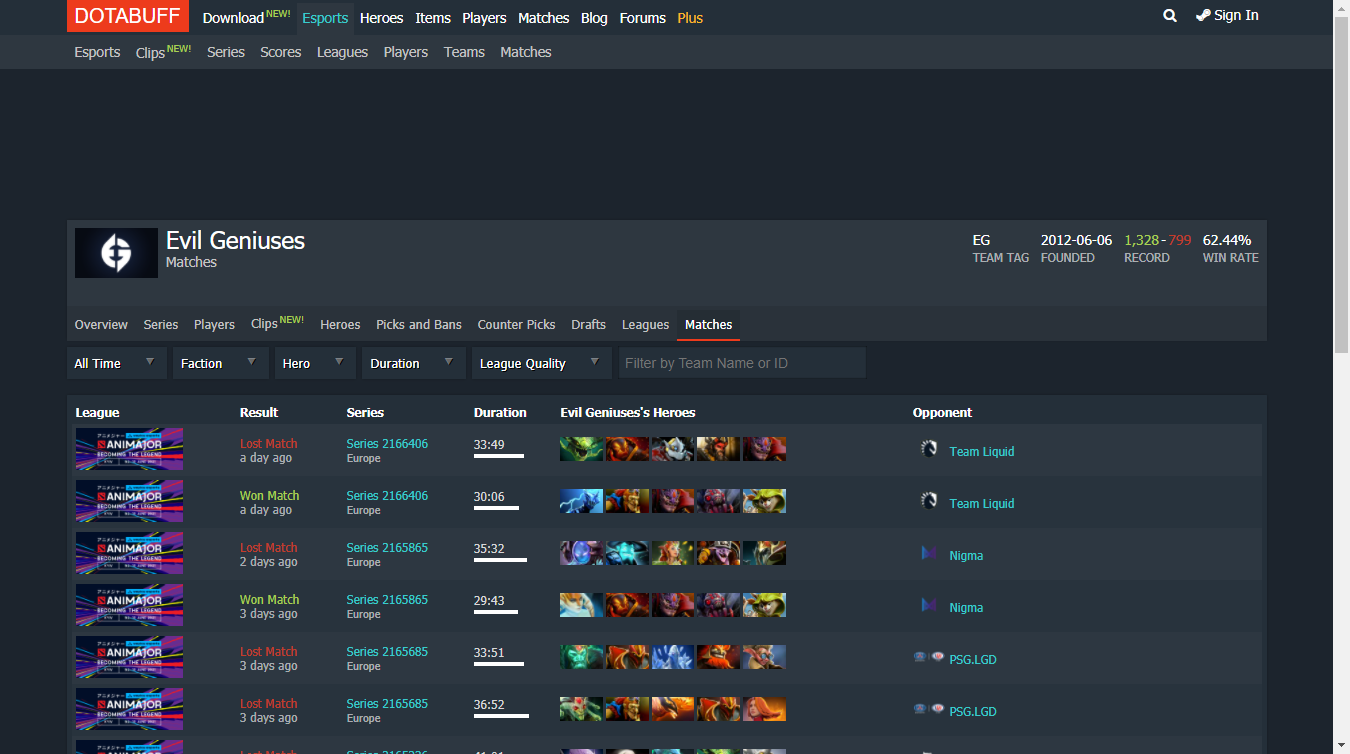 DOTABUFF Download NEW! Esports Heroes Items Players Matches Blog Forums Plus Sign In
Esports Clips NEW! Series Scores Leagues Players Teams Matches
Evil Geniuses
Matches
EG 2012-06-06 1,328 - 799 62.44%
TEAM TAG FOUNDED RECORD WIN RATE
Overview Series Players Clips NEW! Heroes Picks and Bans Counter Picks Drafts Leagues Matches
All Time Faction Hero Duration League Quality Filter by Team Name or ID
League Result Series Duration Evil Geniuses's Heroes Opponent
ANIMAJOR
BECOMING THE LEGEND
Lost Match Series 2166406 33:49 Team Liquid
a day ago Europe
ANIMAJOR
BECOMING THE LEGEND
Won Match Series 2166406 30:06 Team Liquid
a day ago Europe
ANIMAJOR
BECOMING THE LEGEND
Lost Match Series 2165865 35:32 Nigma
2 days ago Europe
ANIMAJOR
BECOMING THE LEGEND
Won Match Series 2165865 29:43 Nigma
3 days ago Europe
ANIMAJOR
BECOMING THE LEGEND
Lost Match Series 2165685 33:51 PSG.LGD
3 days ago Europe
ANIMAJOR
BECOMING THE LEGEND
Lost Match Series 2165685 36:52 PSG.LGD
3 days ago Europe